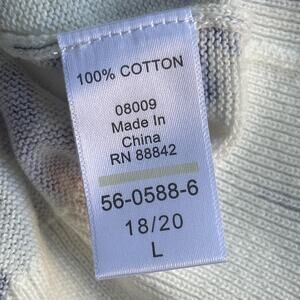 100% COTTON
08009
Made In
China
RN 88842
56-0588-6
18/20
L